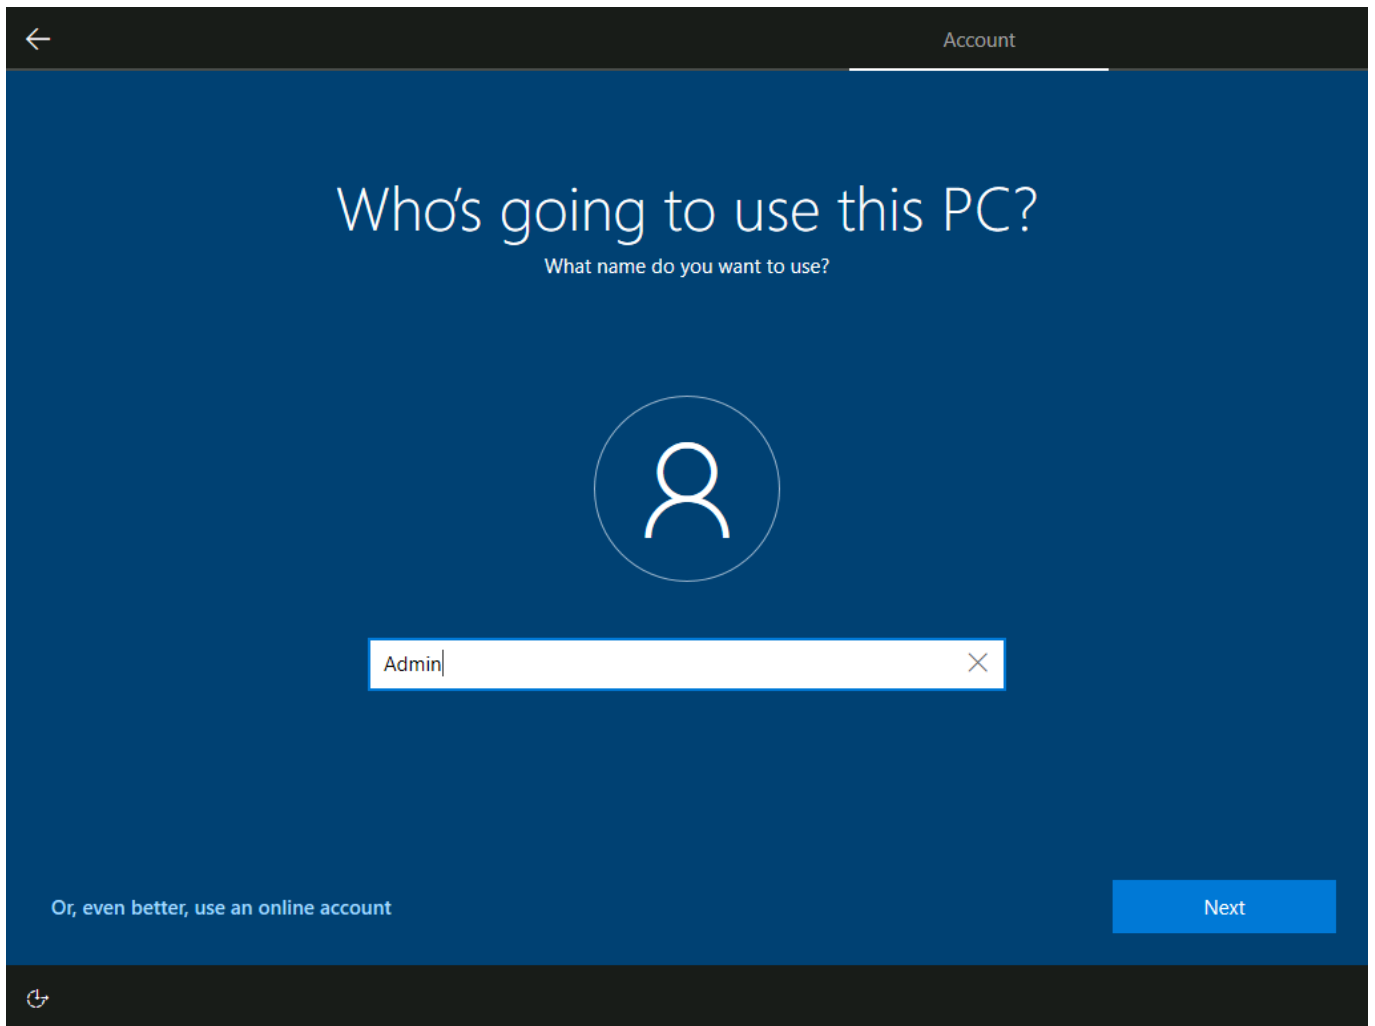 Account
Who's going to use this PC?
What name do you want to use?
Admin
Or, even better, use an online account
Next